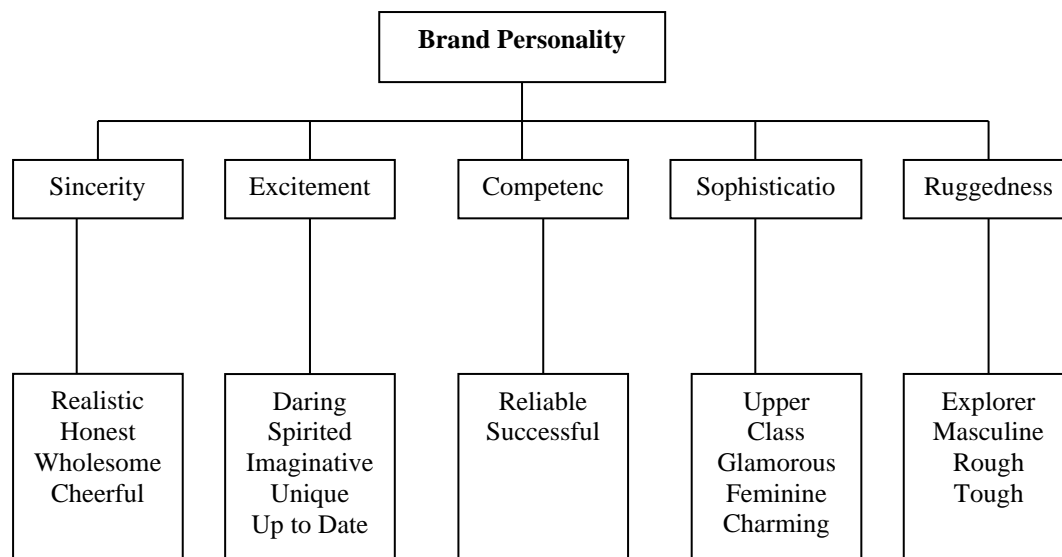 Brand Personality
Sincerity
Excitement
Competenc
Sophisticatio
Ruggedness
Realistic
Honest
Wholesome
Cheerful
Daring
Spirited
Imaginative
Unique
Up to Date
Reliable
Successful
Upper
Class
Glamorous
Feminine
Charming
Explorer
Masculine
Rough
Tough